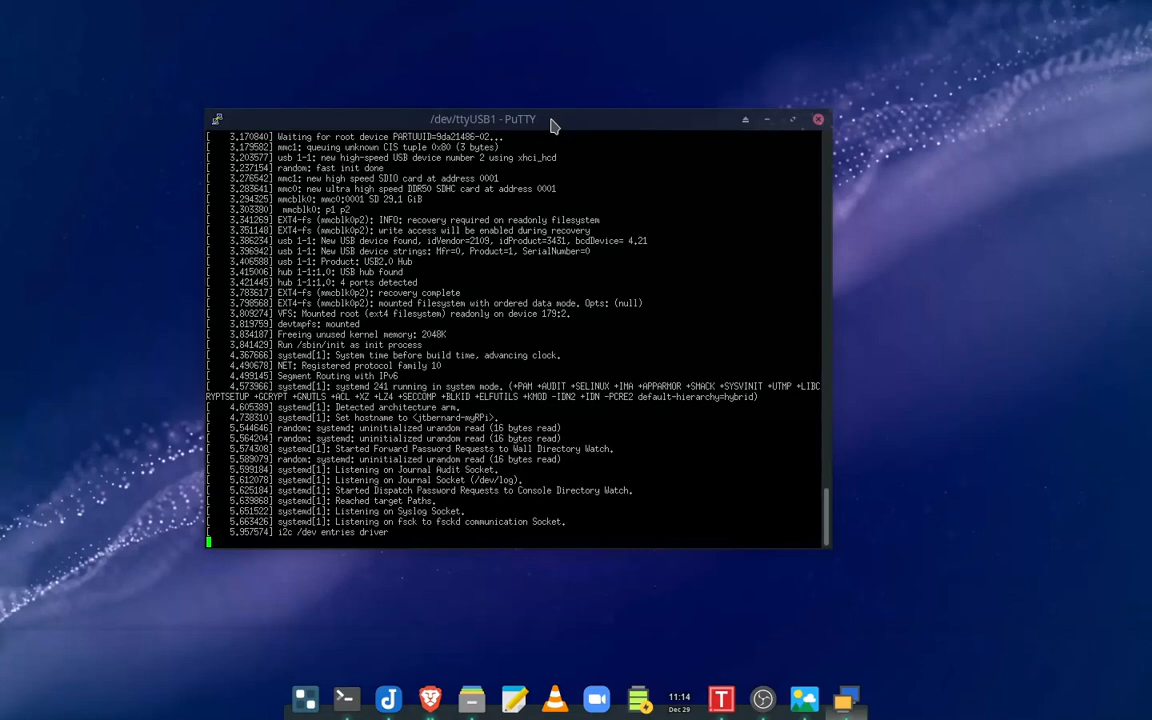 /dev/ttyUSB1 - PuTTY
[    3.170840] Waiting for root device PARTUUID=9da21486-02...
[    3.179582] mmc1: queuing unknown CIS tuple 0x80 (3 bytes)
[    3.203577] usb 1-1: new high-speed USB device number 2 using xhci_hcd
[    3.237154] random: fast init done
[    3.276542] mmc1: new high speed SDIO card at address 0001
[    3.283641] mmc0: new ultra high speed DDR50 SDHC card at address 0001
[    3.294325] mmcblk0: mmc0:0001 SD 29.1 GiB
[    3.303380]  mmcblk0: p1 p2
[    3.341269] EXT4-fs (mmcblk0p2): INFO: recovery required on readonly filesystem
[    3.351148] EXT4-fs (mmcblk0p2): write access will be enabled during recovery
[    3.386234] usb 1-1: New USB device found, idVendor=2109, idProduct=3431, bcdDevice= 4.21
[    3.396942] usb 1-1: New USB device strings: Mfr=0, Product=1, SerialNumber=0
[    3.406588] usb 1-1: Product: USB2.0 Hub
[    3.415006] hub 1-1:1.0: USB hub found
[    3.421445] hub 1-1:1.0: 4 ports detected
[    3.783617] EXT4-fs (mmcblk0p2): recovery complete
[    3.798568] EXT4-fs (mmcblk0p2): mounted filesystem with ordered data mode. Opts: (null)
[    3.809274] VFS: Mounted root (ext4 filesystem) readonly on device 179:2.
[    3.819759] devtmpfs: mounted
[    3.834187] Freeing unused kernel memory: 2048K
[    3.841429] Run /sbin/init as init process
[    4.367666] systemd[1]: System time before build time, advancing clock.
[    4.490678] NET: Registered protocol family 10
[    4.499145] Segment Routing with IPv6
[    4.573966] systemd[1]: systemd 241 running in system mode. (+PAM +AUDIT +SELINUX +IMA +APPARMOR +SMACK +SYSVINIT +UTMP +LIBC
RYPTSETUP +GCRYPT +GNUTLS +ACL +XZ +LZ4 +SECCOMP +BLKID +ELFUTILS +KMOD -IDN2 +IDN -PCRE2 default-hierarchy=hybrid)
[    4.605389] systemd[1]: Detected architecture arm.
[    4.738310] systemd[1]: Set hostname to <jtbernard-myRPi>.
[    5.544646] random: systemd: uninitialized urandom read (16 bytes read)
[    5.564204] random: systemd: uninitialized urandom read (16 bytes read)
[    5.574308] systemd[1]: Started Forward Password Requests to Wall Directory Watch.
[    5.589079] random: systemd: uninitialized urandom read (16 bytes read)
[    5.599184] systemd[1]: Listening on Journal Audit Socket.
[    5.612078] systemd[1]: Listening on Journal Socket (/dev/log).
[    5.625184] systemd[1]: Started Dispatch Password Requests to Console Directory Watch.
[    5.639868] systemd[1]: Reached target Paths.
[    5.651522] systemd[1]: Listening on Syslog Socket.
[    5.663426] systemd[1]: Listening on fsck to fsckd communication Socket.
[    5.957574] i2c /dev entries driver
11:14
Dec 29